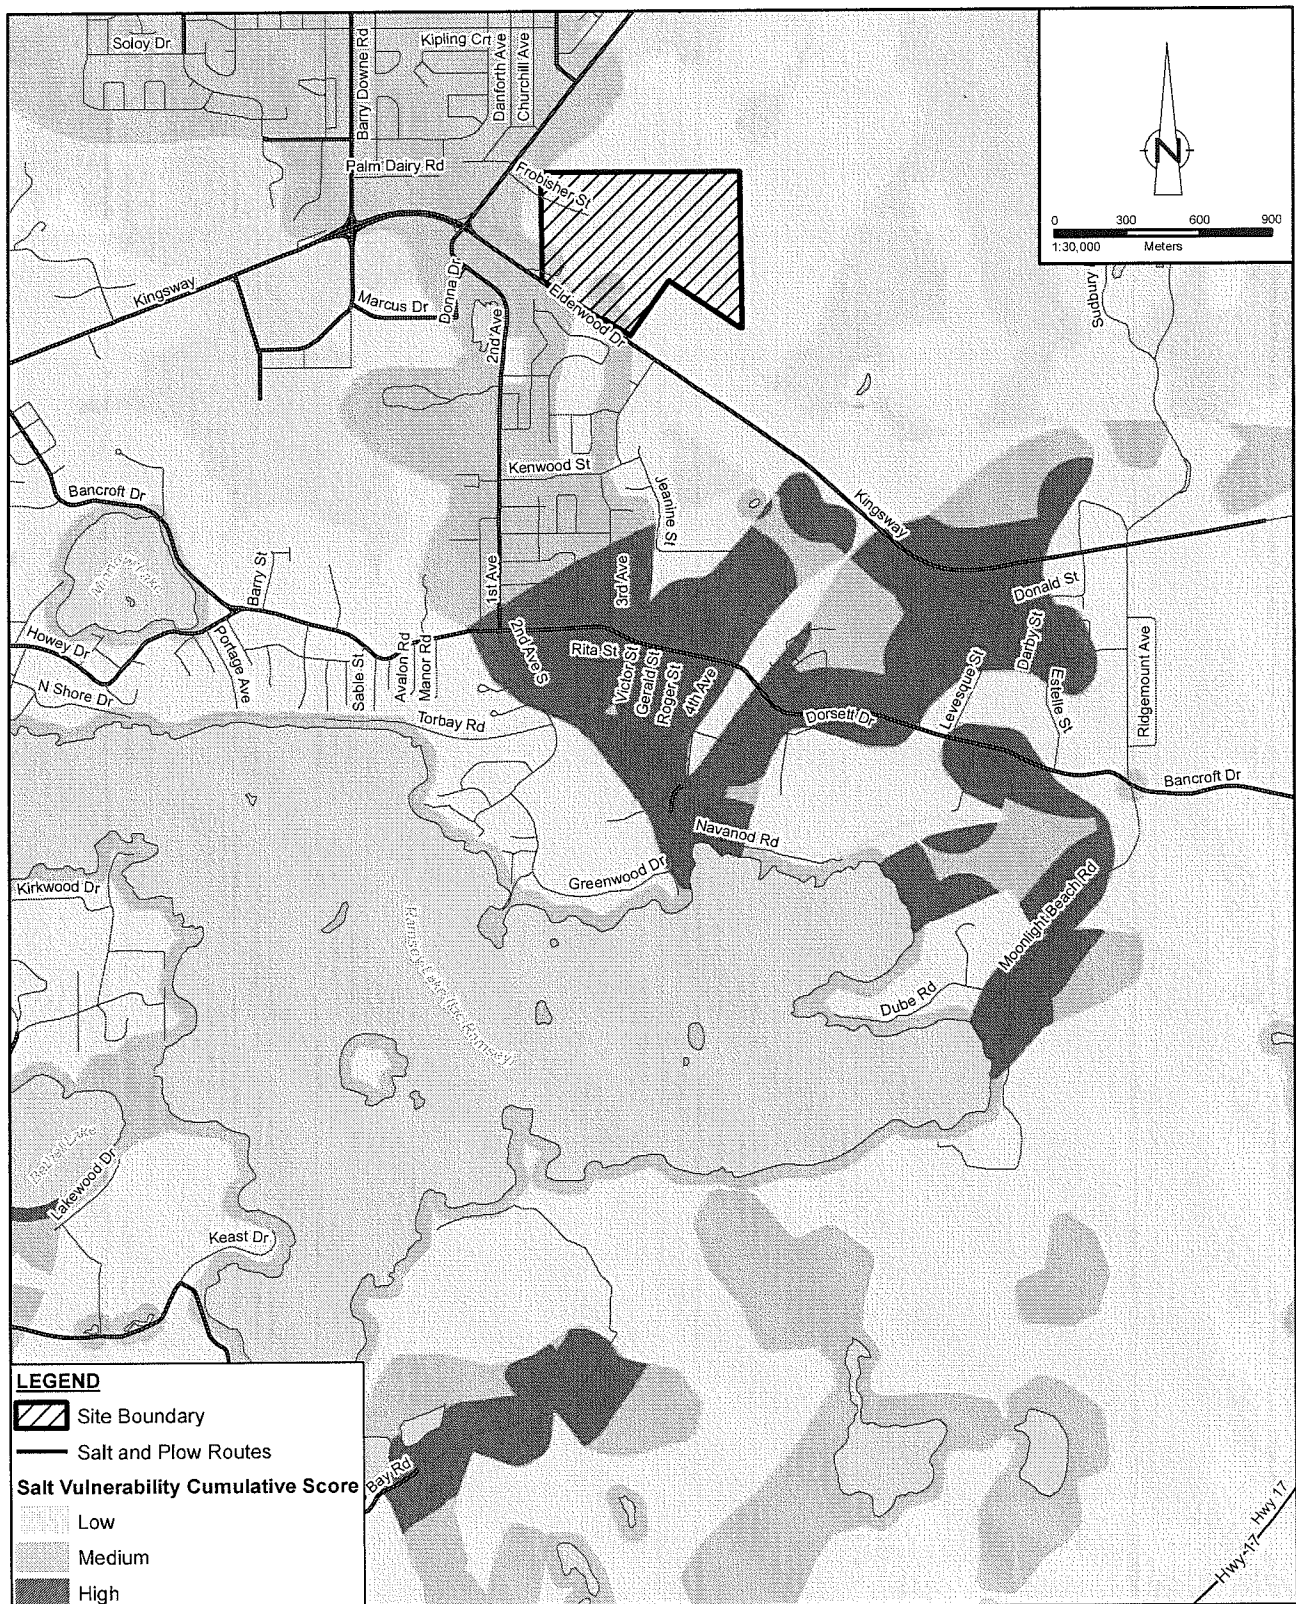 Soloy Dr
Barry Downe Rd
Kipling Crt
Danforth Ave
Churchill Ave
Palm Dairy Rd
Frobisher St
N
0 300 600 900
1:30,000 Meters
Kingsway
Marcus Dr
Donna Dr
2nd Ave
Elderwood Dr
Sudbury
Kenwood St
Jeanine St
Kingsway
Bancroft Dr
Barry St
1st Ave
3rd Ave
Donald St
Howey Dr
Portage Ave
Sable St
Avalon Rd
Manor Rd
2nd Ave S
Rita St
Victor St
Gerald St
Roger St
4th Ave
Levesque St
Darby St
Estelle St
Ridgemount Ave
N Shore Dr
Torbay Rd
Dorsett Dr
Bancroft Dr
Navanod Rd
Greenwood Dr
Kirkwood Dr
Moonlight Beach Rd
Dube Rd
Lakewood Dr
Keast Dr
Bay Rd
Hwy 17
Hwy 17
LEGEND
Site Boundary
Salt and Plow Routes
Salt Vulnerability Cumulative Score
Low
Medium
High